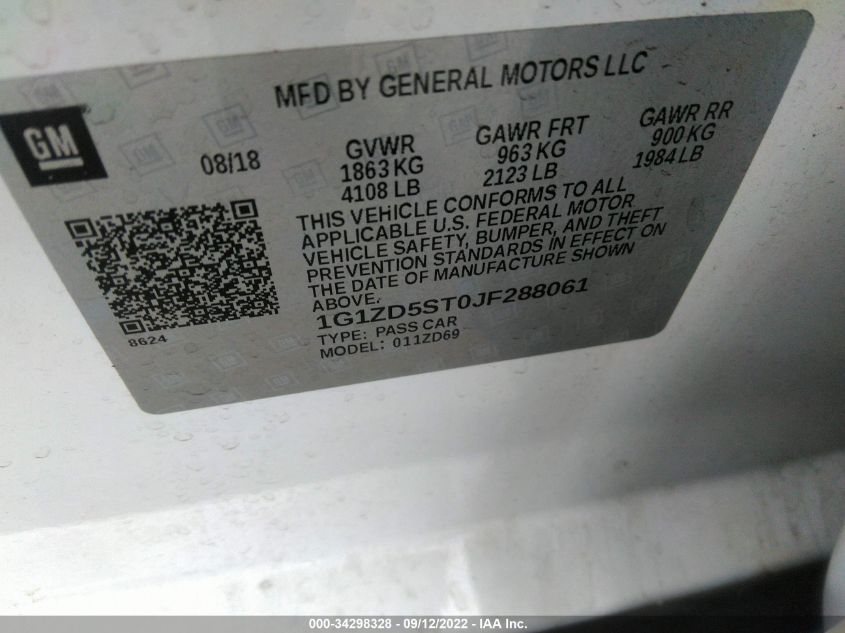 MFD BY GENERAL MOTORS LLC
GM
08/18
GVWR
1863 KG
4108 LB
GAWR FRT
963 KG
2123 LB
GAWR RR
900 KG
1984 LB
THIS VEHICLE CONFORMS TO ALL
APPLICABLE U.S. FEDERAL MOTOR
VEHICLE SAFETY, BUMPER, AND THEFT
PREVENTION STANDARDS IN EFFECT ON
THE DATE OF MANUFACTURE SHOWN
ABOVE.
1G1ZD5ST0JF288061
TYPE: PASS CAR
MODEL: 011ZD69
8624
000-34298328 - 09/12/2022 - IAA Inc.